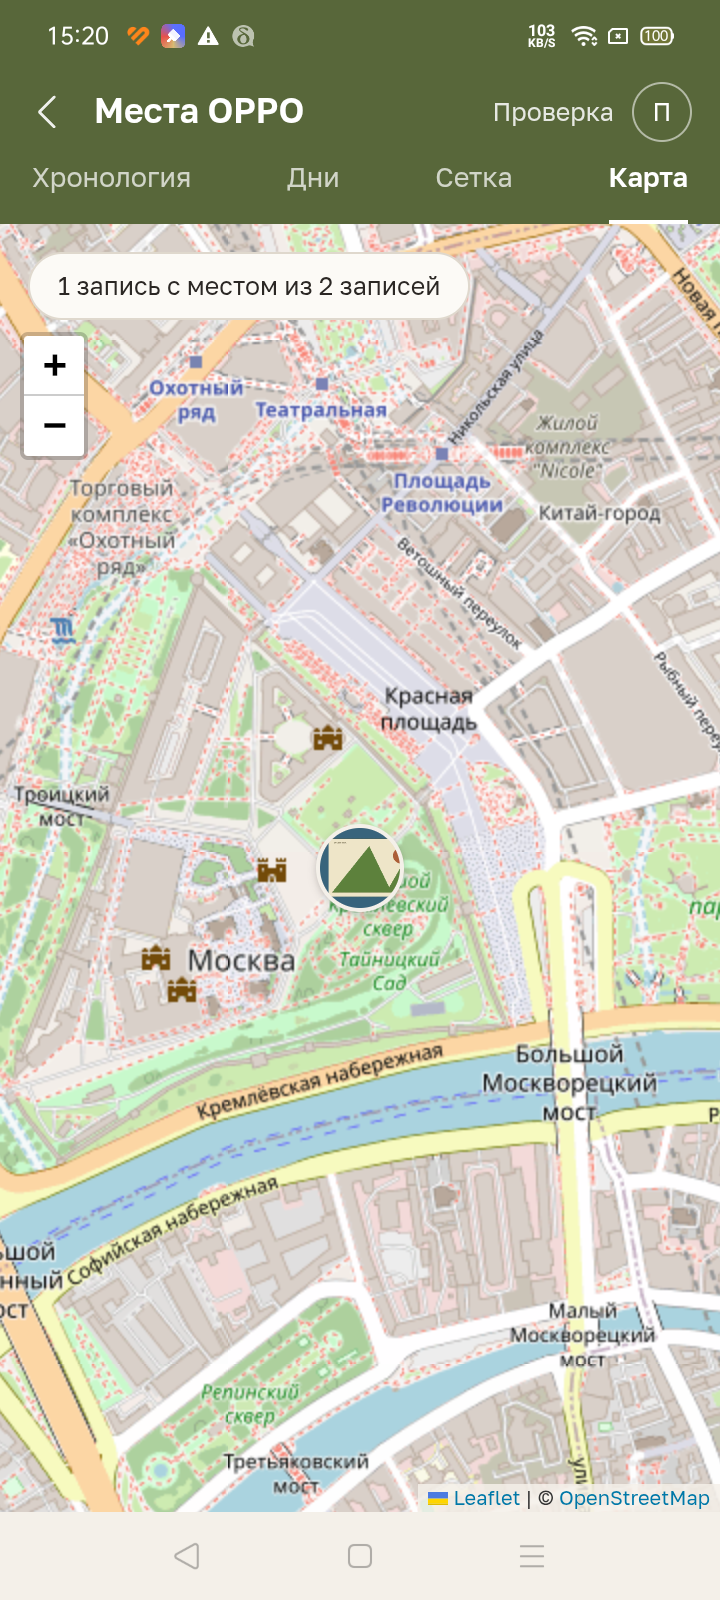 15:20
103
KB/S
100
Места OPPO
Проверка
П
Хронология
Дни
Сетка
Карта
1 запись с местом из 2 записей
+
−
Новая
Охотный
ряд
Театральная
Никольская улица
Жилой
комплекс
"Nicole"
Площадь
Революции
Китай-город
Торговый
комплекс
«Охотный
ряд»
Ветошный переулок
Рыбный
Красная
площадь
Троицкий
мост
сквер
Москва
Тайницкий
Сад
Большой
Москворецкий
мост
Кремлёвская набережная
Софийская набережная
Малый
Москворецкий
мост
Репинский
сквер
Третьяковский
мост
Leaflet | © OpenStreetMap